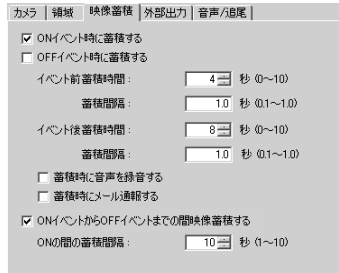 カメラ 領域 映像蓄積 外部出力 音声/追尾
ONイベント時に蓄積する
OFFイベント時に蓄積する
イベント前蓄積時間： 4 秒 (0～10)
蓄積間隔： 1.0 秒 (0.1～1.0)
イベント後蓄積時間： 8 秒 (0～10)
蓄積間隔： 1.0 秒 (0.1～1.0)
蓄積時に音声を録音する
蓄積時にメール通報する
ONイベントからOFFイベントまでの間映像蓄積する
ONの間の蓄積間隔： 10 秒 (1～10)